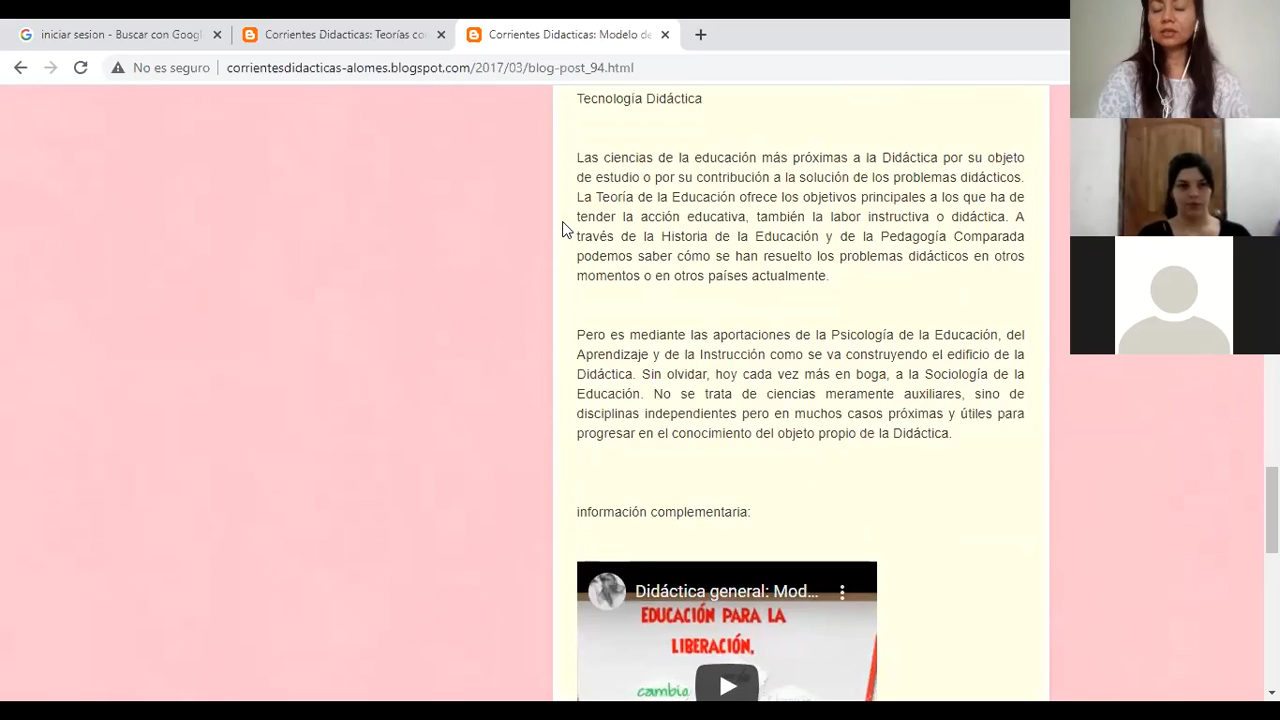 iniciar sesion - Buscar con Googl
Corrientes Didacticas: Teorías co
Corrientes Didacticas: Modelo de
No es seguro
corrientesdidacticas-alomes.blogspot.com/2017/03/blog-post_94.html
Tecnología Didáctica
Las ciencias de la educación más próximas a la Didáctica por su objeto
de estudio o por su contribución a la solución de los problemas didácticos.
La Teoría de la Educación ofrece los objetivos principales a los que ha de
tender la acción educativa, también la labor instructiva o didáctica. A
través de la Historia de la Educación y de la Pedagogía Comparada
podemos saber cómo se han resuelto los problemas didácticos en otros
momentos o en otros países actualmente.
Pero es mediante las aportaciones de la Psicología de la Educación, del
Aprendizaje y de la Instrucción como se va construyendo el edificio de la
Didáctica. Sin olvidar, hoy cada vez más en boga, a la Sociología de la
Educación. No se trata de ciencias meramente auxiliares, sino de
disciplinas independientes pero en muchos casos próximas y útiles para
progresar en el conocimiento del objeto propio de la Didáctica.
información complementaria:
Didáctica general: Mod...
EDUCACIÓN PARA LA
LIBERACIÓN,
cambia